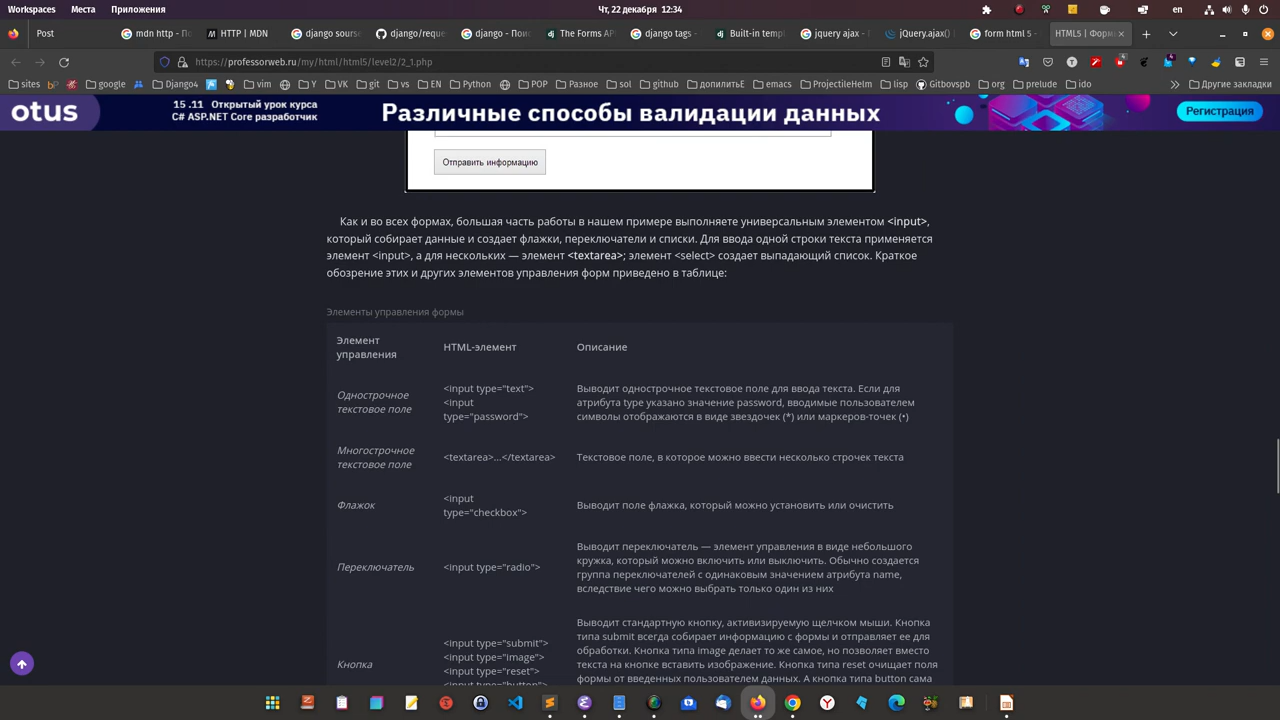 Workspaces Места Приложения Чт, 22 декабря 12:34 en
Post mdn http - По HTTP | MDN django sourse django/reque django - Поис The Forms AP django tags - Built-in temp jquery ajax - Г jQuery.ajax() form html 5 - HTML5 | Форм
https://professorweb.ru/my/html/html5/level2/2_1.php
sites bg vim google Django git Y VK git EN Python POP Разное sol github допилитьЕ emacs ProjectileHelm lisp Gitbovspb org prelude ido Другие закладки
otus
15 .11 Открытый урок курса
C# ASP.NET Core разработчик
Различные способы валидации данных
Регистрация
Отправить информацию
Как и во всех формах, большая часть работы в нашем примере выполняете универсальным элементом <input>,
который собирает данные и создает флажки, переключатели и списки. Для ввода одной строки текста применяется
элемент <input>, а для нескольких — элемент <textarea>; элемент <select> создает выпадающий список. Краткое
обозрение этих и других элементов управления форм приведено в таблице:
Элементы управления формы
Элемент
управления
HTML-элемент
Описание
Однострочное
текстовое поле
<input type="text">
<input
type="password">
Выводит однострочное текстовое поле для ввода текста. Если для
атрибута type указано значение password, вводимые пользователем
символы отображаются в виде звездочек (*) или маркеров-точек (•)
Многострочное
текстовое поле
<textarea>...</textarea>
Текстовое поле, в которое можно ввести несколько строчек текста
Флажок
<input
type="checkbox">
Выводит поле флажка, который можно установить или очистить
Переключатель
<input type="radio">
Выводит переключатель — элемент управления в виде небольшого
кружка, который можно включить или выключить. Обычно создается
группа переключателей с одинаковым значением атрибута name,
вследствие чего можно выбрать только один из них
Кнопка
<input type="submit">
<input type="image">
<input type="reset">
<input type="button">
Выводит стандартную кнопку, активизируемую щелчком мыши. Кнопка
типа submit всегда собирает информацию с формы и отправляет ее для
обработки. Кнопка типа image делает то же самое, но позволяет вместо
текста на кнопке вставить изображение. Кнопка типа reset очищает поля
формы от введенных пользователем данных. А кнопка типа button сама